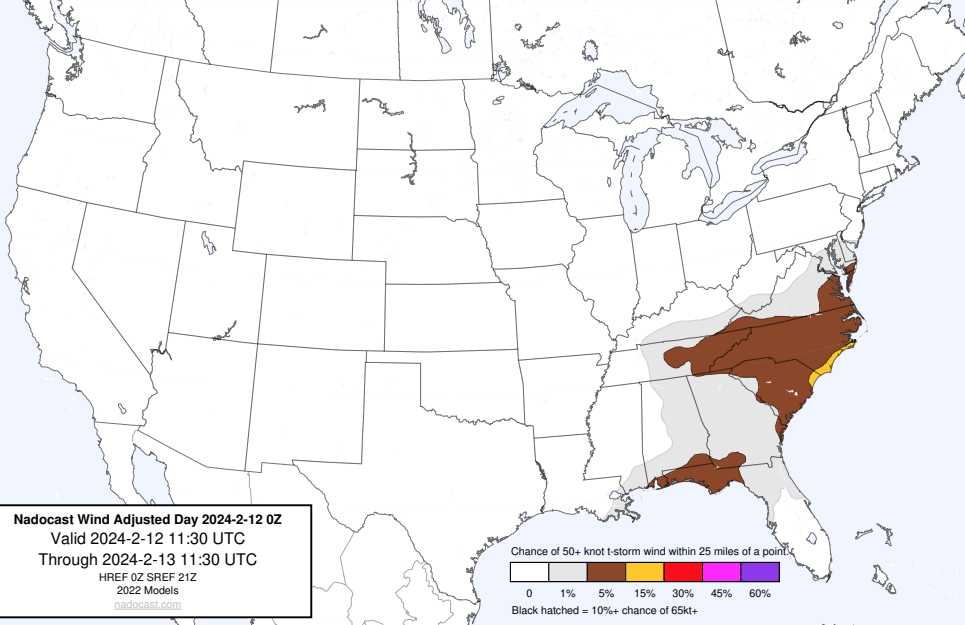 Nadocast Wind Adjusted Day 2024-2-12 0Z
Valid 2024-2-12 11:30 UTC
Through 2024-2-13 11:30 UTC
HREF 0Z SREF 21Z
2022 Models
nadocast.com
Chance of 50+ knot t-storm wind within 25 miles of a point.
0 1% 5% 15% 30% 45% 60%
Black hatched = 10%+ chance of 65kt+